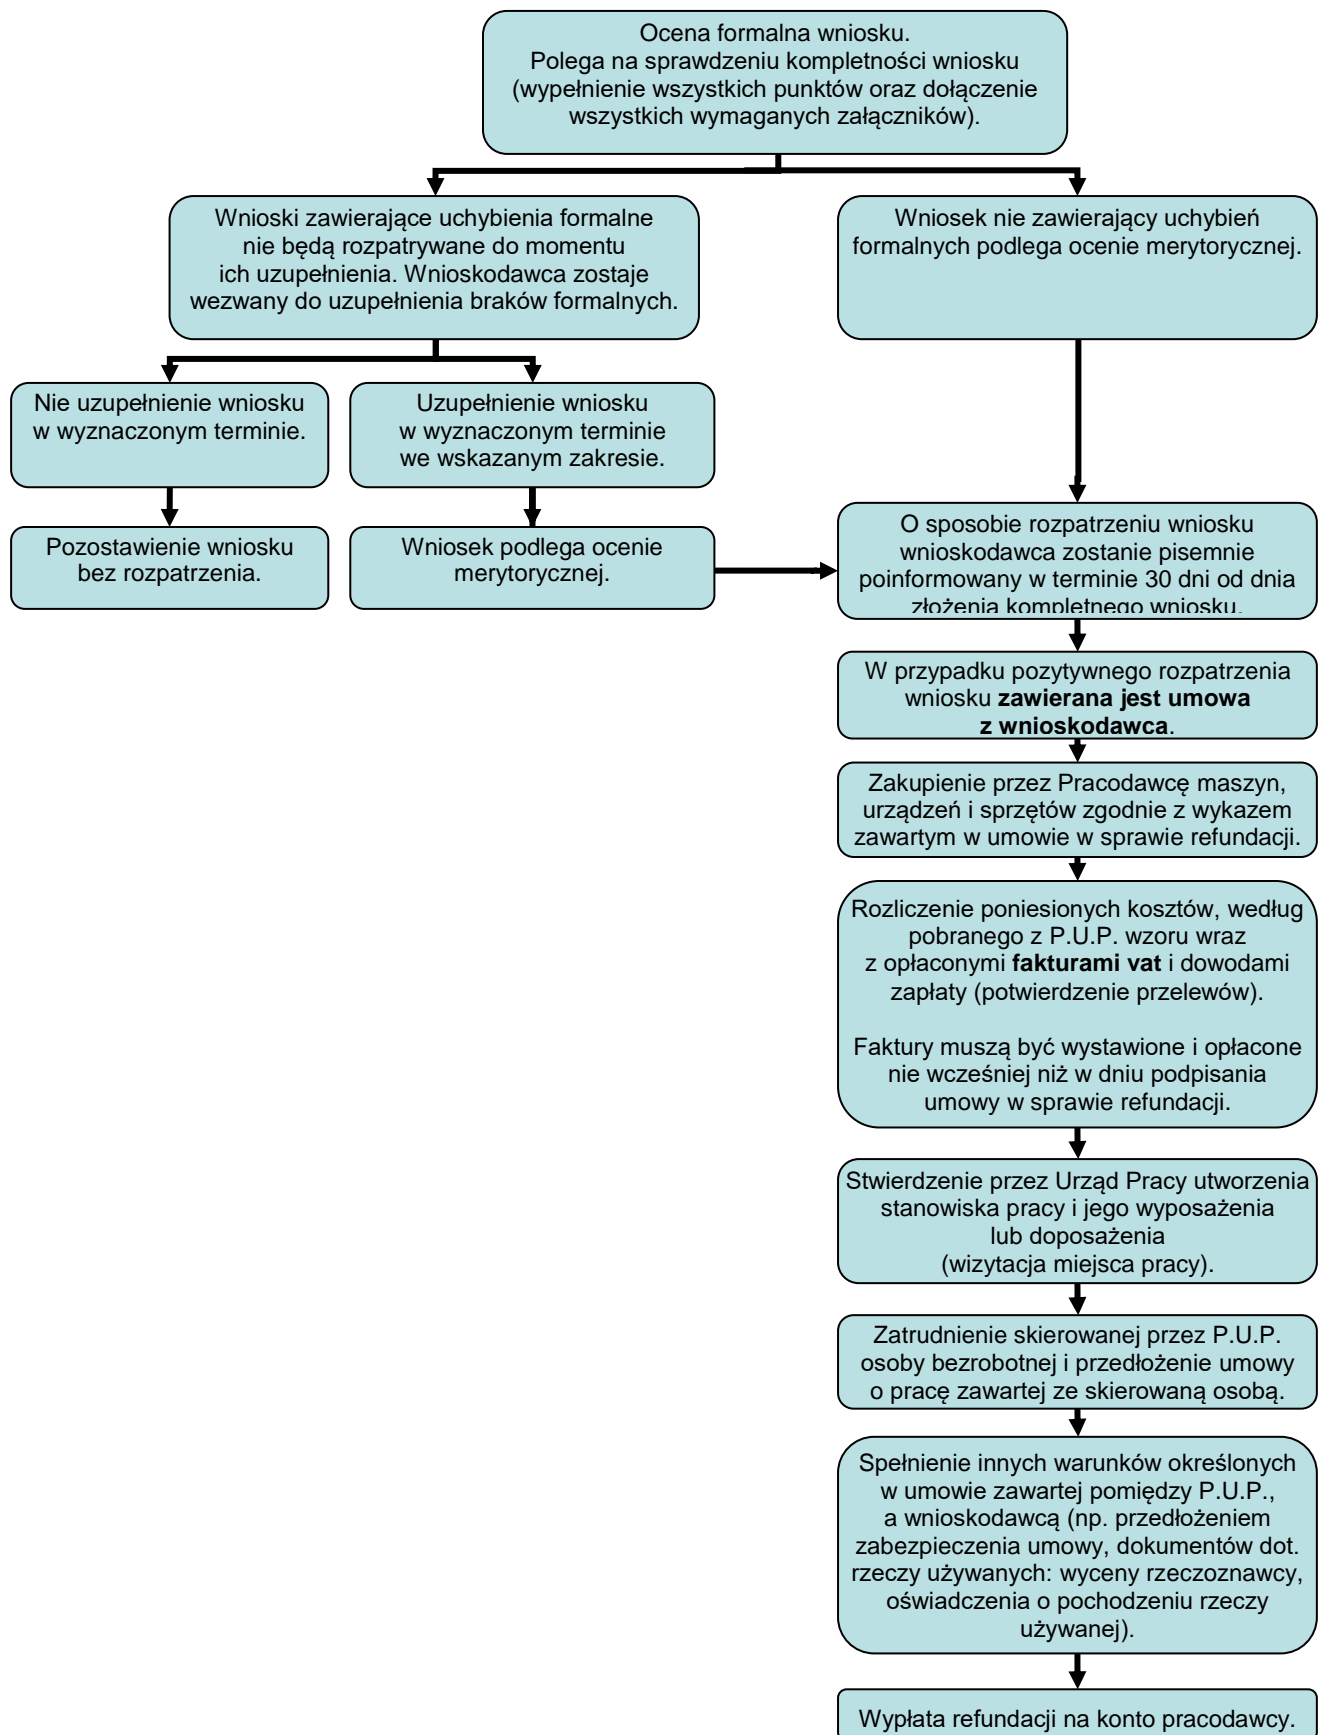 Ocena formalna wniosku.
Polega na sprawdzeniu kompletności wniosku
(wypełnienie wszystkich punktów oraz dołączenie
wszystkich wymaganych załączników).
Wnioski zawierające uchybienia formalne
nie będą rozpatrywane do momentu
ich uzupełnienia. Wnioskodawca zostaje
wezwany do uzupełnienia braków formalnych.
Wniosek nie zawierający uchybień
formalnych podlega ocenie merytorycznej.
Nie uzupełnienie wniosku
w wyznaczonym terminie.
Uzupełnienie wniosku
w wyznaczonym terminie
we wskazanym zakresie.
Pozostawienie wniosku
bez rozpatrzenia.
Wniosek podlega ocenie
merytorycznej.
O sposobie rozpatrzeniu wniosku
wnioskodawca zostanie pisemnie
poinformowany w terminie 30 dni od dnia
złożenia kompletnego wniosku.
W przypadku pozytywnego rozpatrzenia
wniosku zawierana jest umowa
z wnioskodawca.
Zakupienie przez Pracodawcę maszyn,
urządzeń i sprzętów zgodnie z wykazem
zawartym w umowie w sprawie refundacji.
Rozliczenie poniesionych kosztów, według
pobranego z P.U.P. wzoru wraz
z opłaconymi fakturami vat i dowodami
zapłaty (potwierdzenie przelewów).
Faktury muszą być wystawione i opłacone
nie wcześniej niż w dniu podpisania
umowy w sprawie refundacji.
Stwierdzenie przez Urząd Pracy utworzenia
stanowiska pracy i jego wyposażenia
lub doposażenia
(wizytacja miejsca pracy).
Zatrudnienie skierowanej przez P.U.P.
osoby bezrobotnej i przedłożenie umowy
o pracę zawartej ze skierowaną osobą.
Spełnienie innych warunków określonych
w umowie zawartej pomiędzy P.U.P.,
a wnioskodawcą (np. przedłożeniem
zabezpieczenia umowy, dokumentów dot.
rzeczy używanych: wyceny rzeczoznawcy,
oświadczenia o pochodzeniu rzeczy
używanej).
Wypłata refundacji na konto pracodawcy.